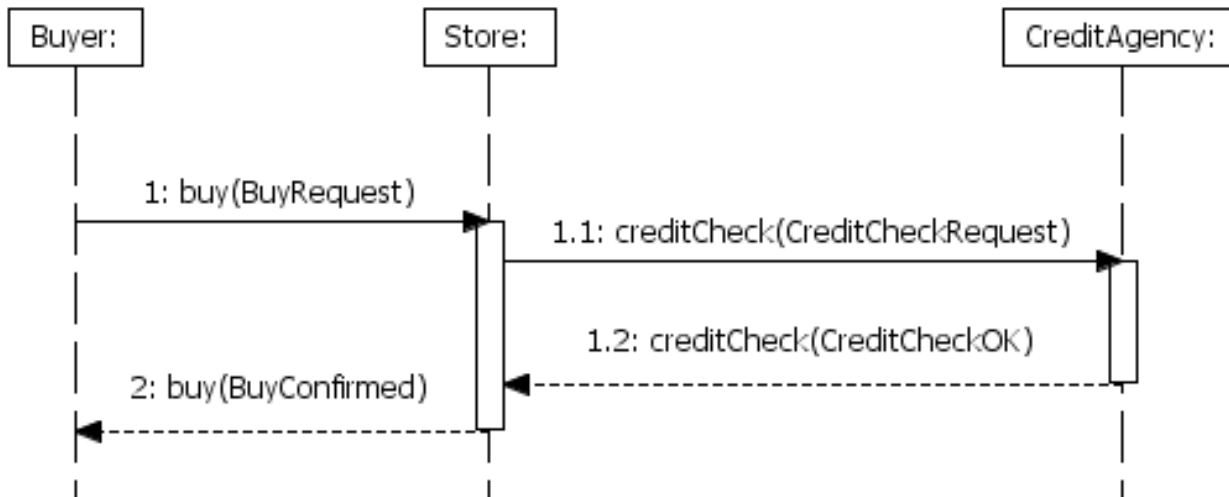 Buyer:
Store:
CreditAgency:
1: buy(BuyRequest)
1.1: creditCheck(CreditCheckRequest)
1.2: creditCheck(CreditCheckOK)
2: buy(BuyConfirmed)